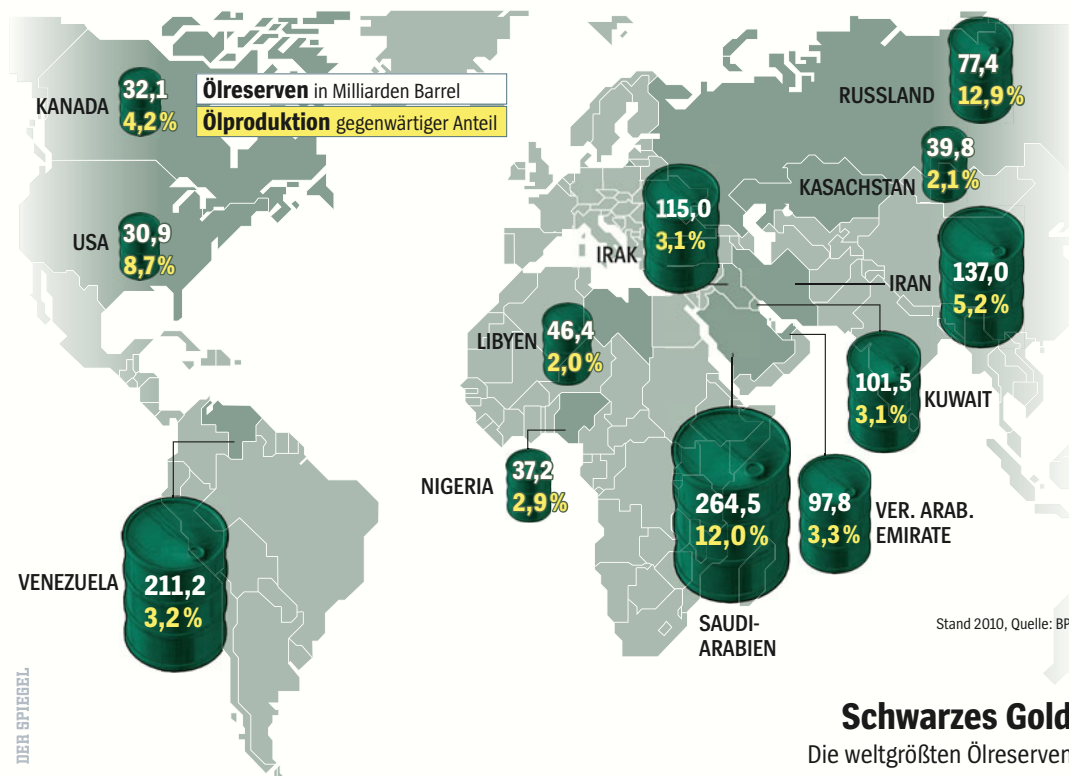 KANADA
32,1
4,2 %
Ölreserven in Milliarden Barrel
Ölproduktion gegenwärtiger Anteil
RUSSLAND
77,4
12,9 %
KASACHSTAN
39,8
2,1 %
USA
30,9
8,7 %
IRAK
115,0
3,1 %
IRAN
137,0
5,2 %
LIBYEN
46,4
2,0 %
KUWAIT
101,5
3,1 %
NIGERIA
37,2
2,9 %
264,5
12,0 %
SAUDI-
ARABIEN
97,8
3,3 %
VER. ARAB.
EMIRATE
VENEZUELA
211,2
3,2 %
Stand 2010, Quelle: BP
DER SPIEGEL
Schwarzes Gold
Die weltgrößten Ölreserven